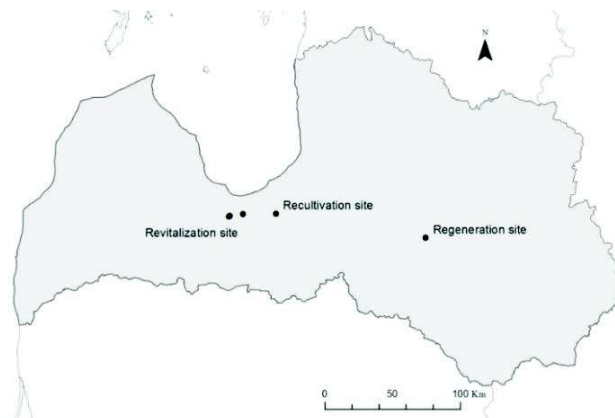 N
Recultivation site
Revitalization site
Regeneration site
0 50 100 Km